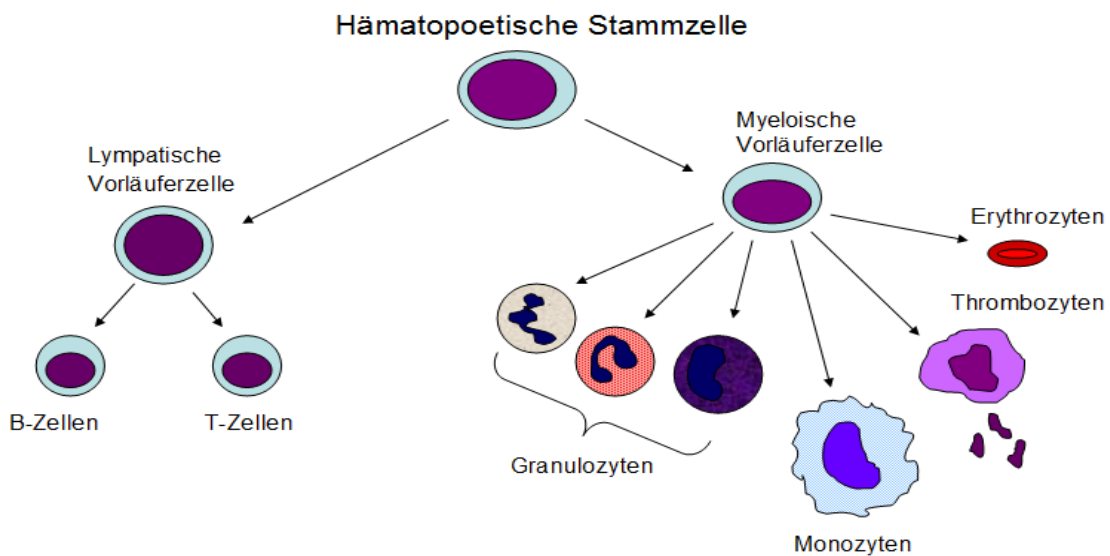 Hämatopoetische Stammzelle
Myeloische
Vorläuferzelle
Lympatische
Vorläuferzelle
Erythrozyten
Thrombozyten
B-Zellen
T-Zellen
Granulozyten
Monozyten